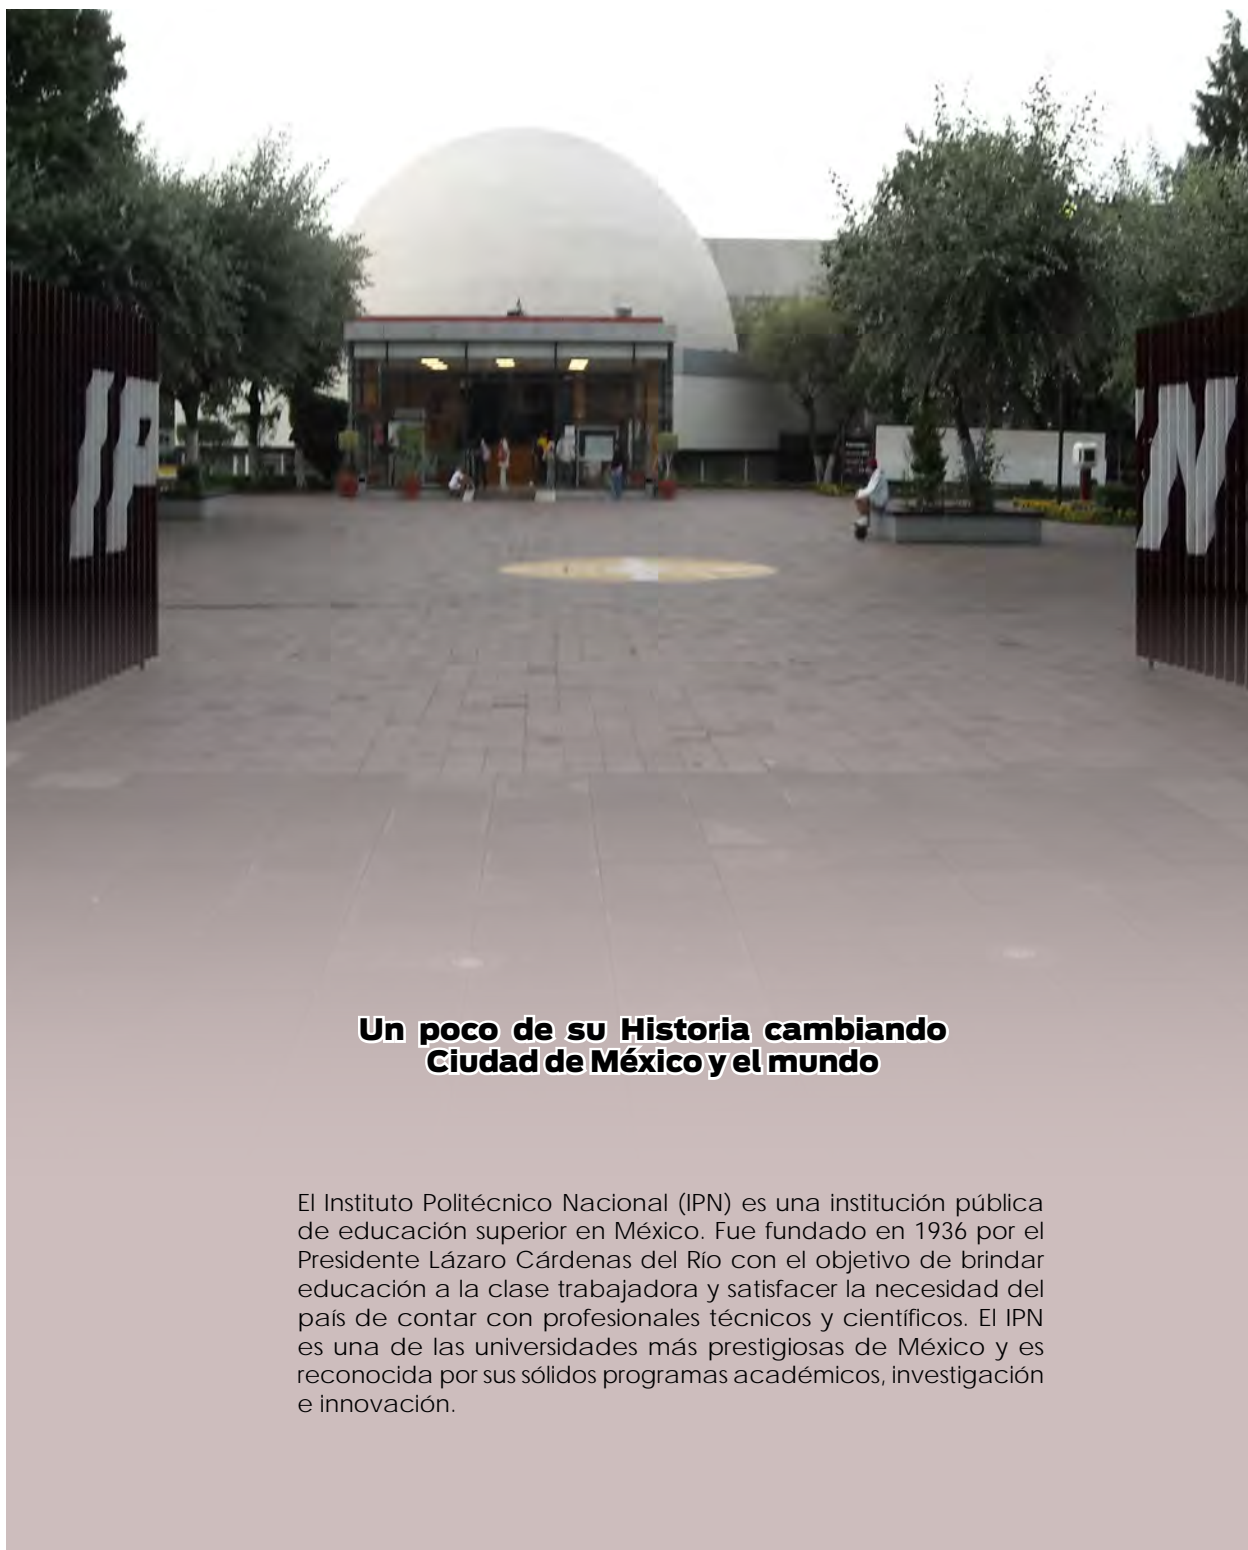 IP
N
Un poco de su Historia cambiando
Ciudad de México y el mundo
El Instituto Politécnico Nacional (IPN) es una institución pública
de educación superior en México. Fue fundado en 1936 por el
Presidente Lázaro Cárdenas del Río con el objetivo de brindar
educación a la clase trabajadora y satisfacer la necesidad del
país de contar con profesionales técnicos y científicos. El IPN
es una de las universidades más prestigiosas de México y es
reconocida por sus sólidos programas académicos, investigación
e innovación.